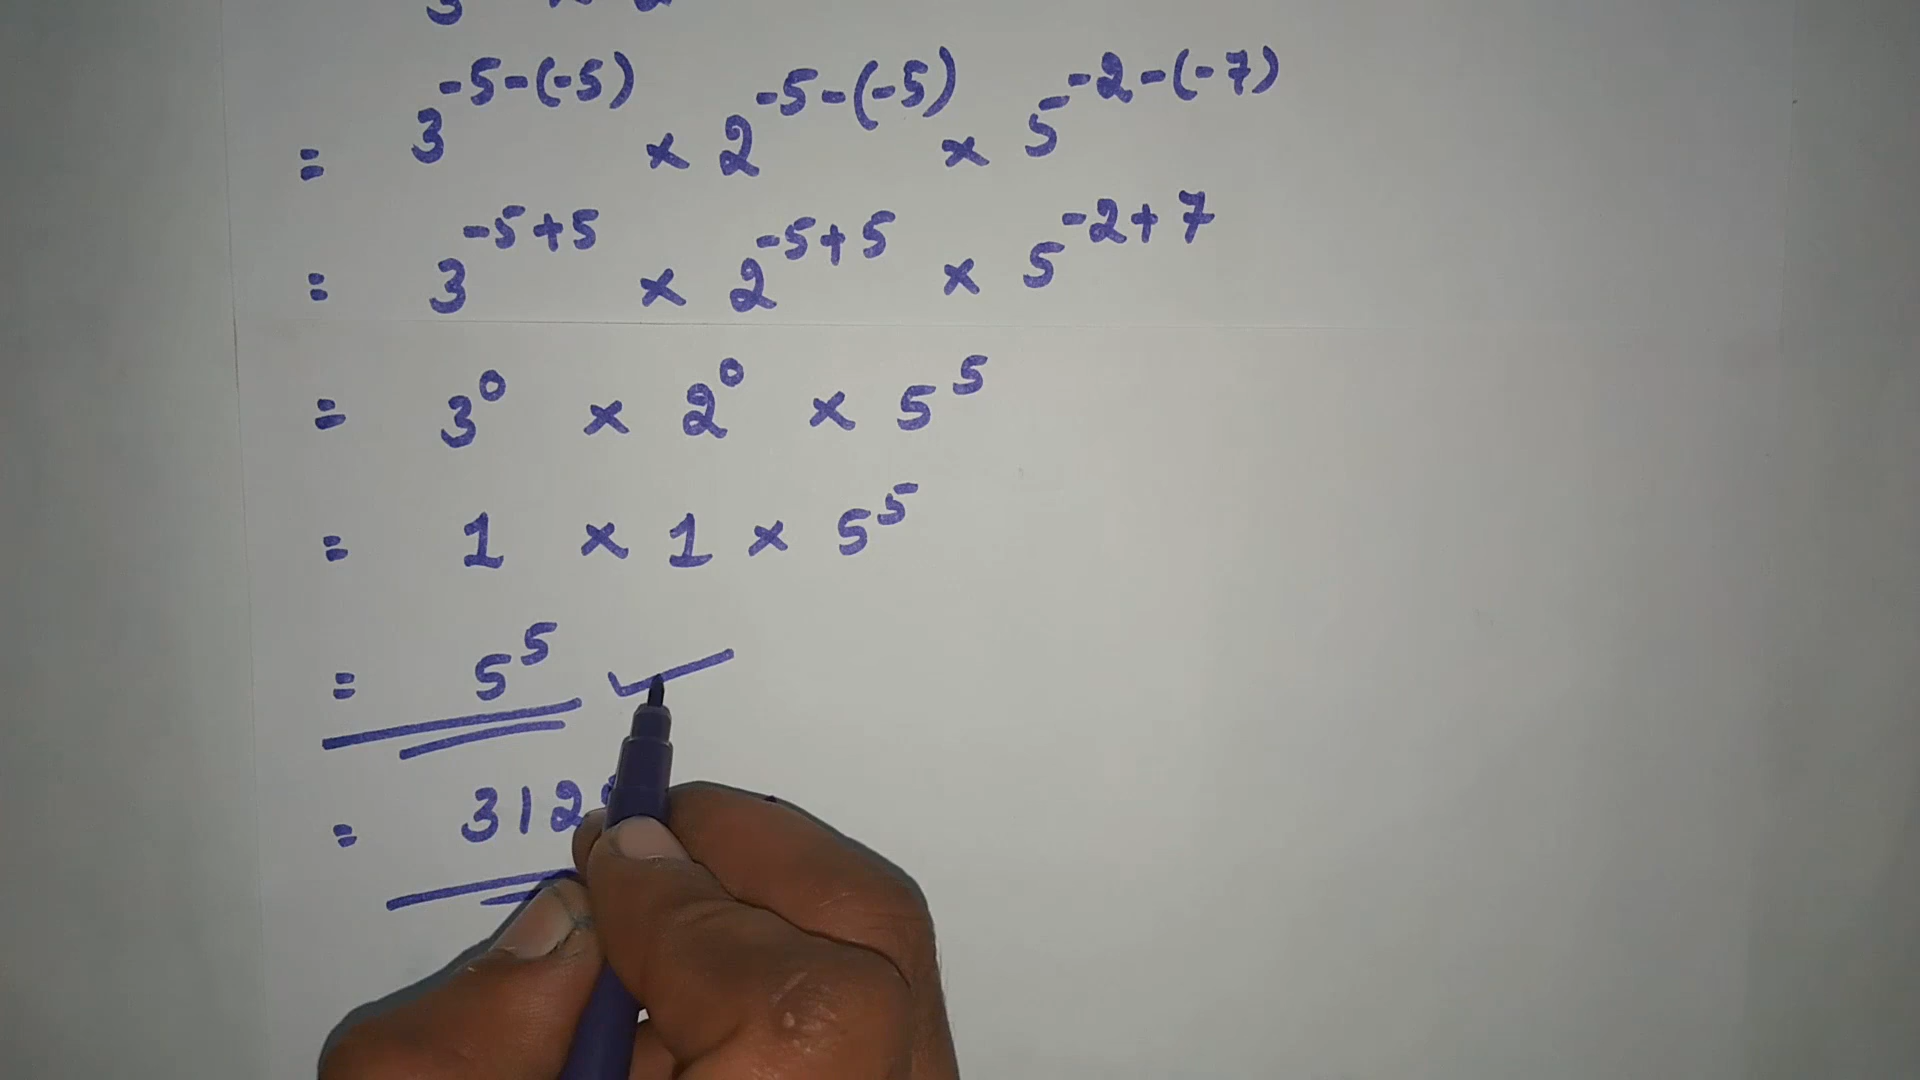 = 3^{-5-(-5)} × 2^{-5-(-5)} × 5^{-2-(-7)}
= 3^{-5+5} × 2^{-5+5} × 5^{-2+7}
= 3^0 × 2^0 × 5^5
= 1 × 1 × 5^5
= 5^5 ✓
= 312